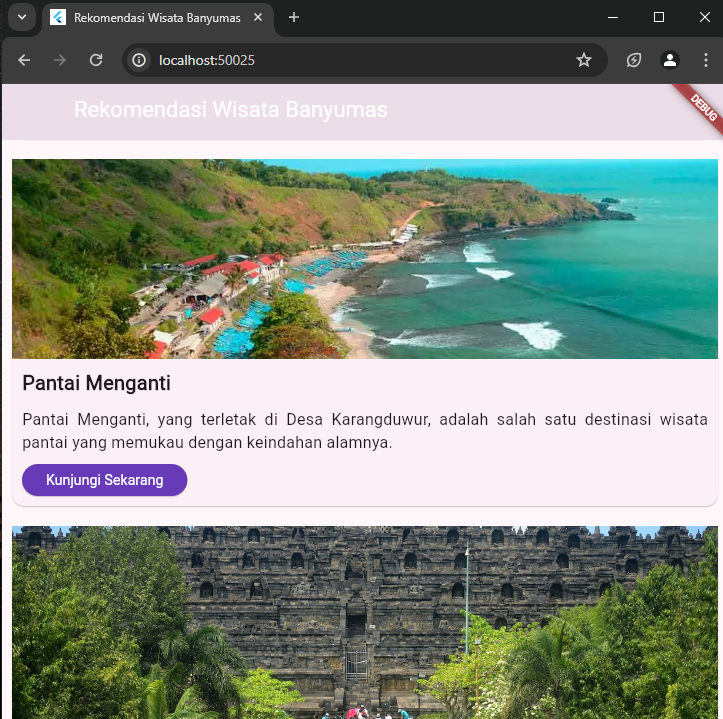 Rekomendasi Wisata Banyumas
localhost:50025
Rekomendasi Wisata Banyumas
DEBUG
Pantai Menganti
Pantai Menganti, yang terletak di Desa Karangduwur, adalah salah satu destinasi wisata
pantai yang memukau dengan keindahan alamnya.
Kunjungi Sekarang